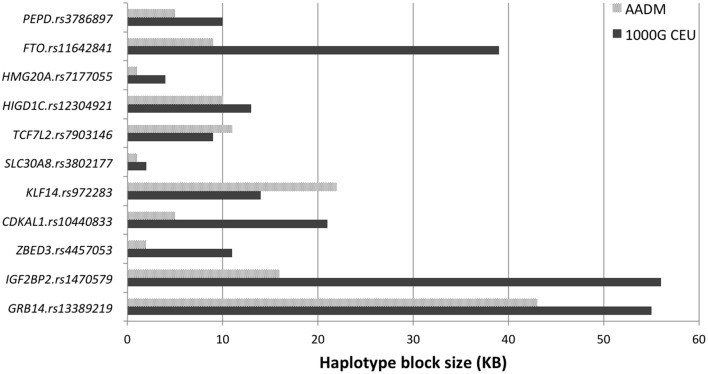 AADM
1000G CEU
PEPD.rs3786897
FTO.rs11642841
HMG20A.rs7177055
HIGD1C.rs12304921
TCF7L2.rs7903146
SLC30A8.rs3802177
KLF14.rs972283
CDKAL1.rs10440833
ZBED3.rs4457053
IGF2BP2.rs1470579
GRB14.rs13389219
0 10 20 30 40 50 60
Haplotype block size (KB)